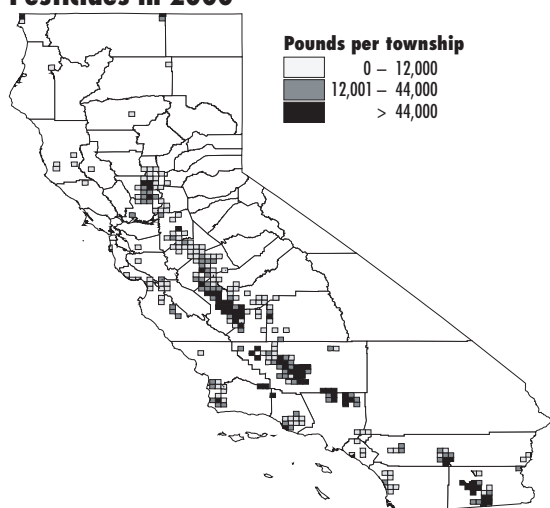 Pesticides in 2000
Pounds per township
0 – 12,000
12,001 – 44,000
> 44,000